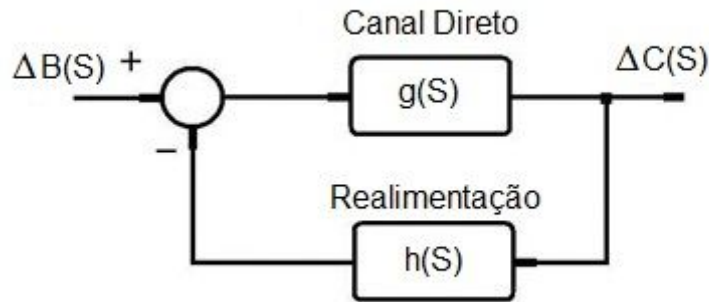 Canal Direto
ΔB(S) + ΔC(S)
g(S)
−
Realimentação
h(S)